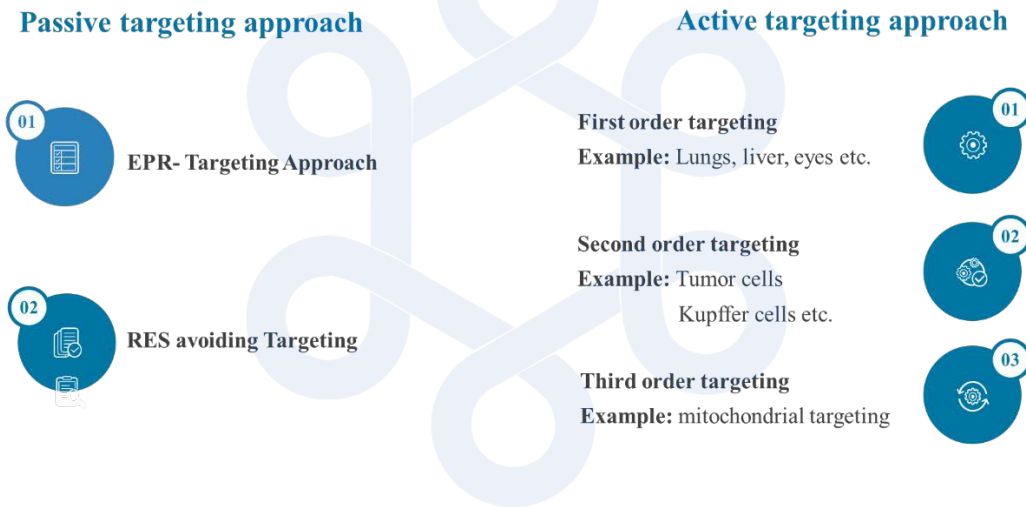 Passive targeting approach
01
EPR- Targeting Approach
02
RES avoiding Targeting
Active targeting approach
First order targeting
Example: Lungs, liver, eyes etc.
01
Second order targeting
Example: Tumor cells
Kupffer cells etc.
02
Third order targeting
Example: mitochondrial targeting
03